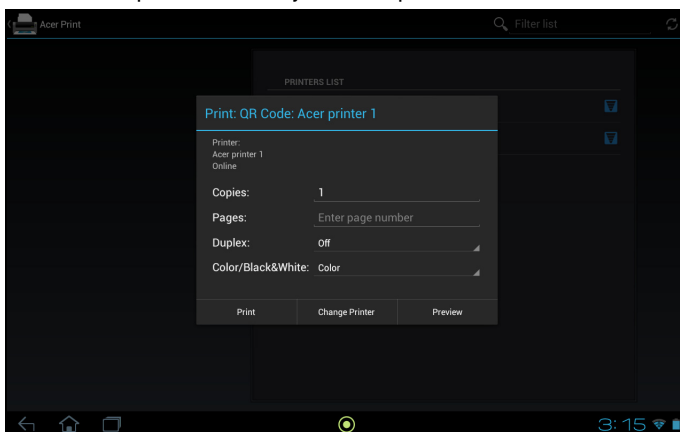 Acer Print
Filter list
PRINTERS LIST
Print: QR Code: Acer printer 1
Printer:
Acer printer 1
Online
Copies: 1
Pages: Enter page number
Duplex: Off
Color/Black&White: Color
Print Change Printer Preview
3:15